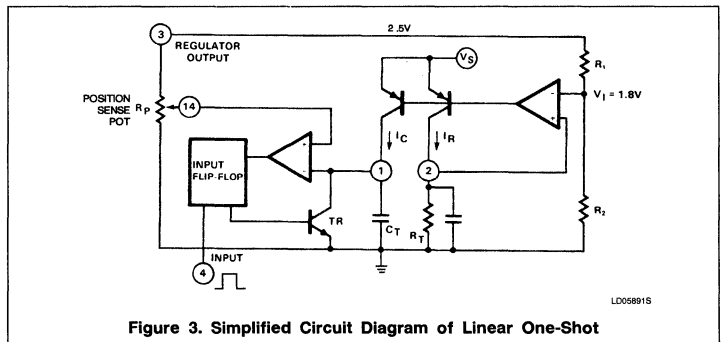 3
REGULATOR
OUTPUT
2.5V
VS
R1
POSITION
SENSE
POT
RP
14
+
-
-
+
VI = 1.8V
IC
IR
INPUT
FLIP-FLOP
1
2
TR
CT
RT
R2
4
INPUT
LD05891S
Figure 3. Simplified Circuit Diagram of Linear One-Shot